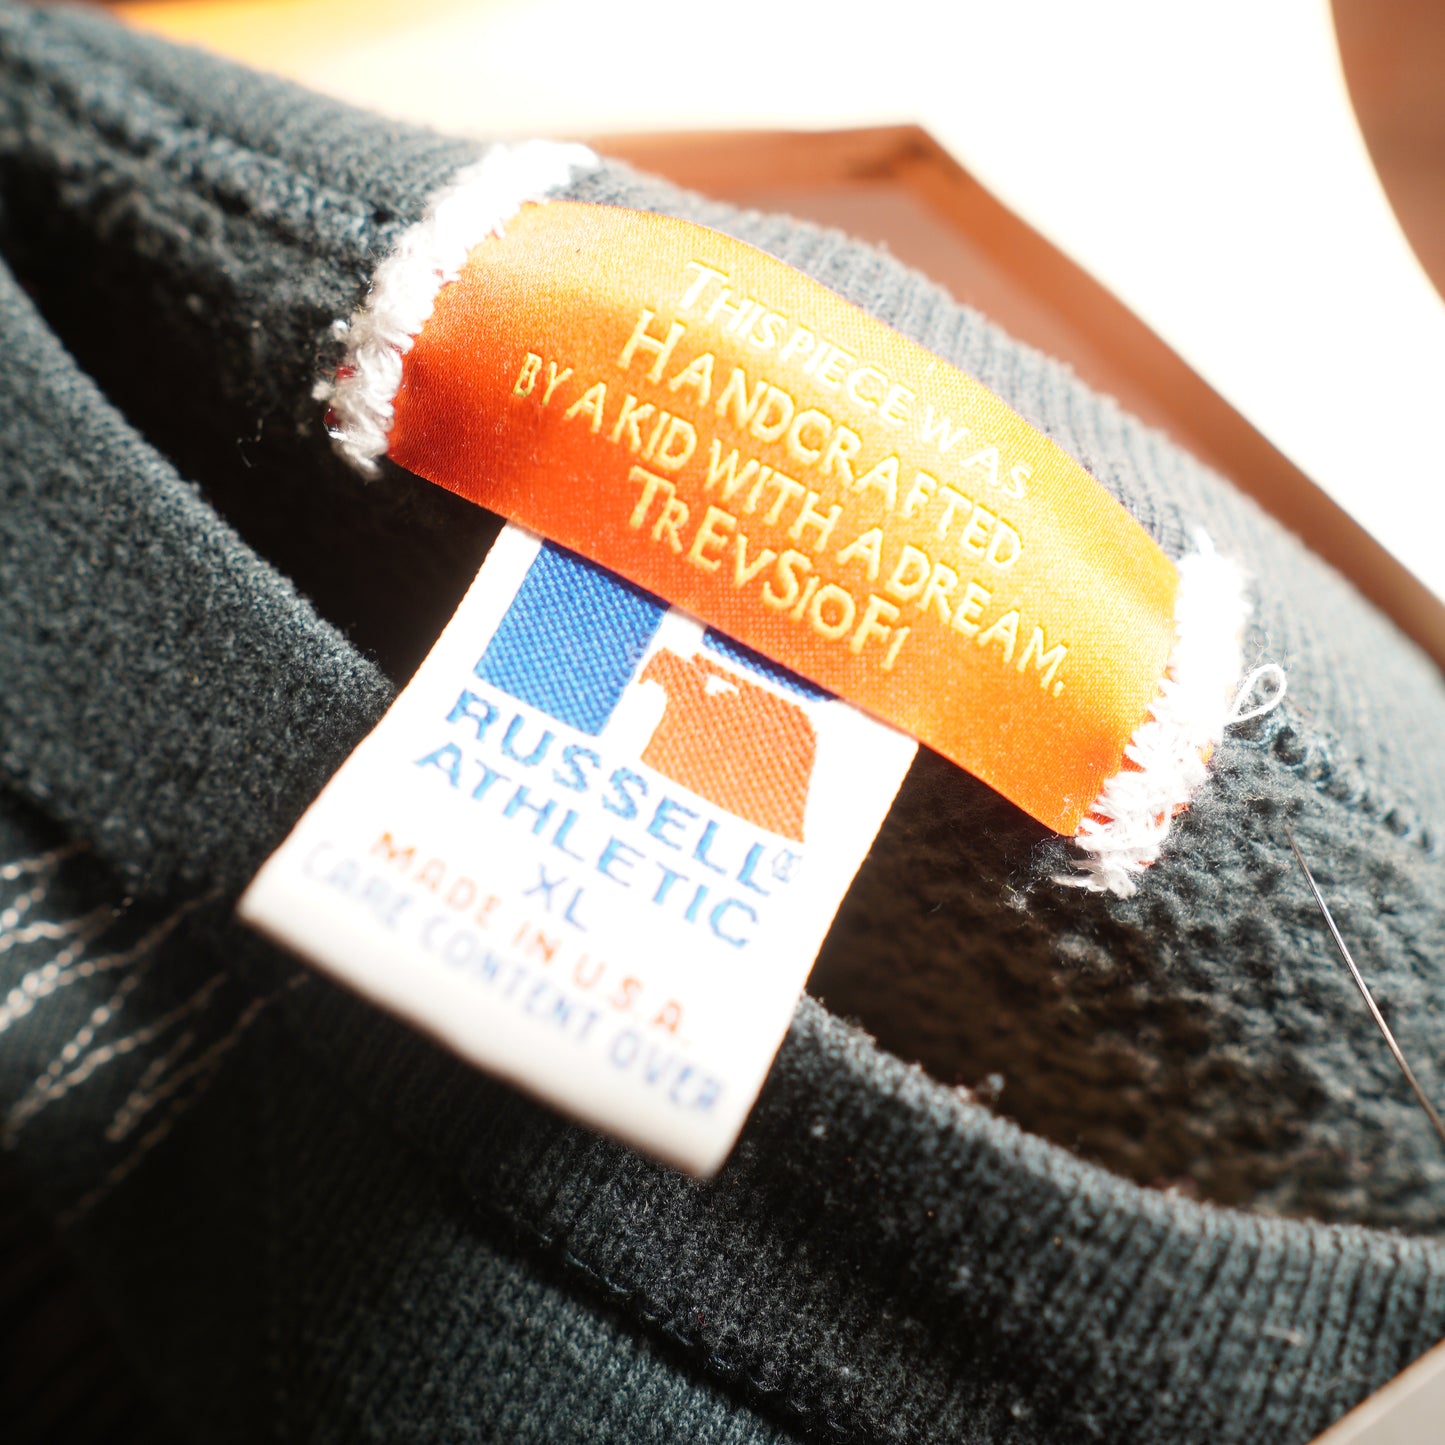 THIS PIECE WAS
HANDCRAFTED
BY A KID WITH A DREAM.
TREVSIOFI
RUSSELL
ATHLETIC®
XL
MADE IN U.S.A.
CARE CONTENT OVER